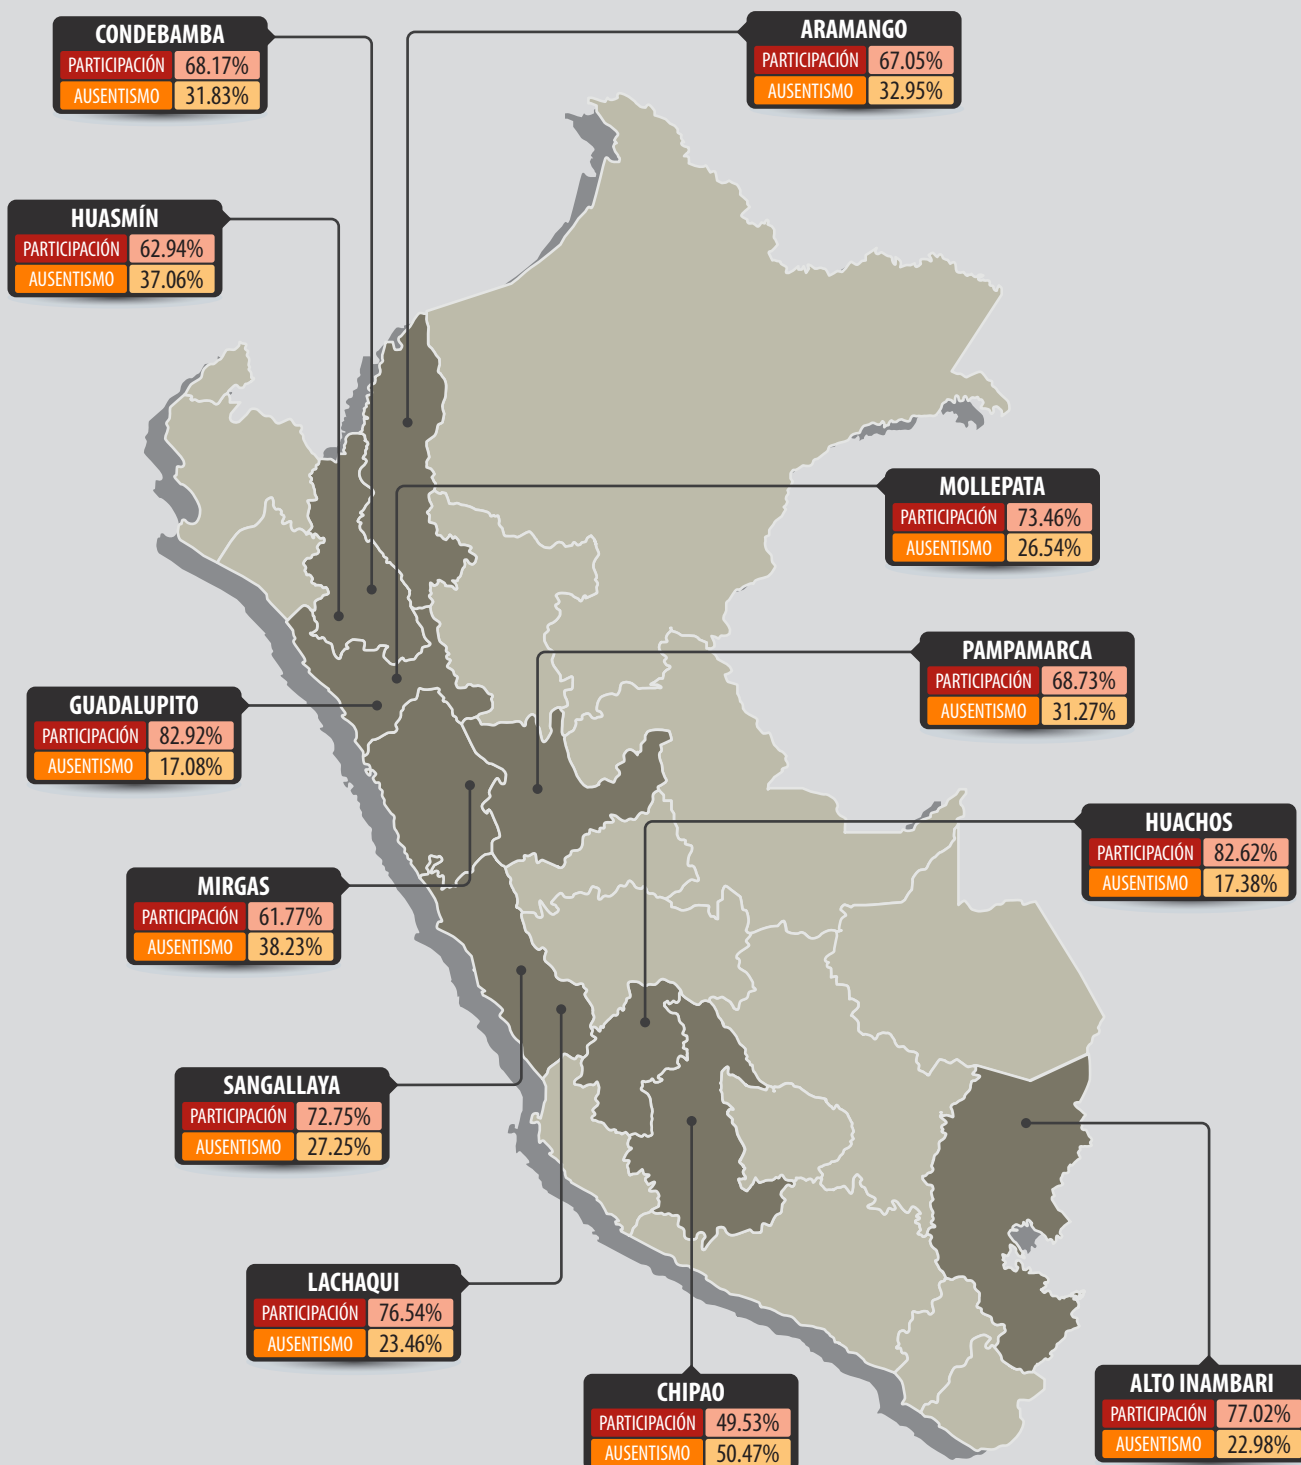 CONDEBAMBA
PARTICIPACIÓN 68.17%
AUSENTISMO 31.83%
ARAMANGO
PARTICIPACIÓN 67.05%
AUSENTISMO 32.95%
HUASMÍN
PARTICIPACIÓN 62.94%
AUSENTISMO 37.06%
MOLLEPATA
PARTICIPACIÓN 73.46%
AUSENTISMO 26.54%
PAMPAMARCA
PARTICIPACIÓN 68.73%
AUSENTISMO 31.27%
GUADALUPITO
PARTICIPACIÓN 82.92%
AUSENTISMO 17.08%
HUACHOS
PARTICIPACIÓN 82.62%
AUSENTISMO 17.38%
MIRGAS
PARTICIPACIÓN 61.77%
AUSENTISMO 38.23%
SANGALLAYA
PARTICIPACIÓN 72.75%
AUSENTISMO 27.25%
LACHAQUI
PARTICIPACIÓN 76.54%
AUSENTISMO 23.46%
CHIPAO
PARTICIPACIÓN 49.53%
AUSENTISMO 50.47%
ALTO INAMBARI
PARTICIPACIÓN 77.02%
AUSENTISMO 22.98%